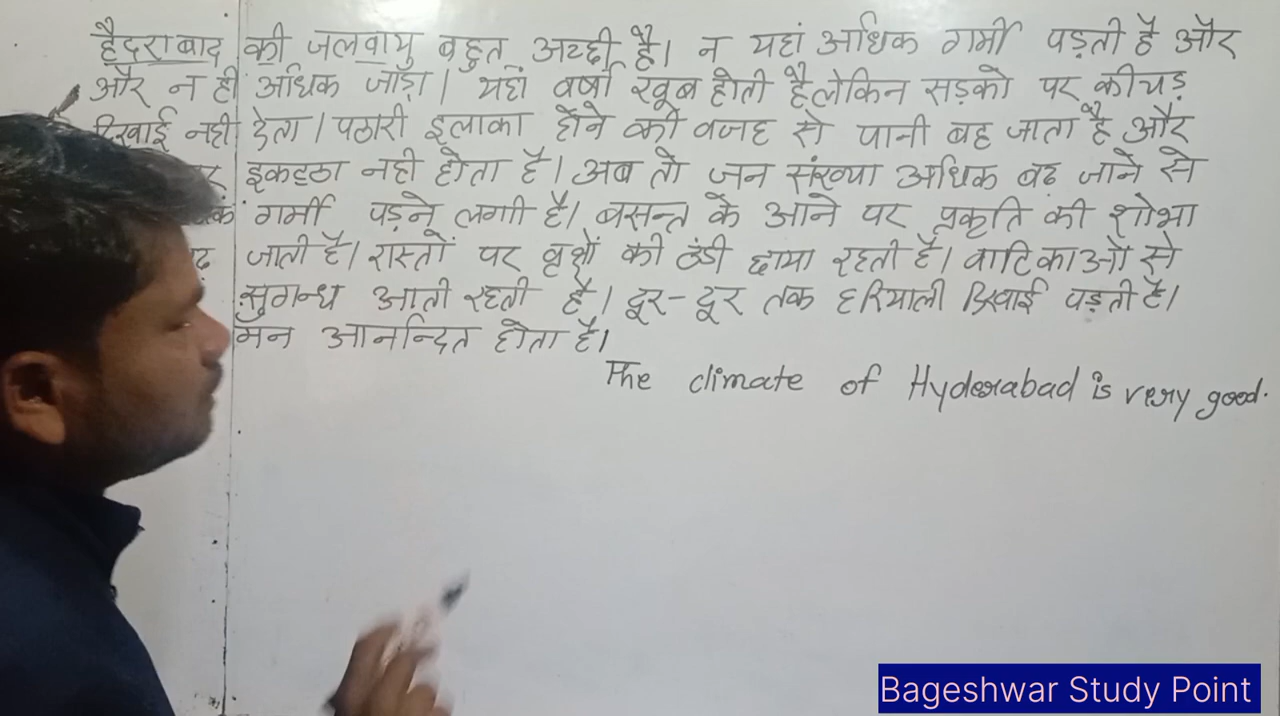 हैदराबाद की जलवायु बहुत अच्छी है। न यहां अधिक गर्मी पड़ती है और
और न ही अधिक जाड़ा। यहां वर्षा खूब होती है लेकिन सड़को पर कीचड़
दिखाई नही देता। पठारी इलाका होने की वजह से पानी बह जाता है और
इकट्ठा नही होता है। अब तो जन संख्या अधिक बढ़ जाने से
गर्मी पड़ने लगी है। बसन्त के आने पर प्रकृति की शोभा
जाती है। रास्तों पर वृक्षों की ठंडी छाया रहती है। वाटिकाओं से
सुगन्ध आती रहती है। दूर-दूर तक हरियाली दिखाई पड़ती है।
मन आनन्दित होता है।
The climate of Hyderabad is very good.
Bageshwar Study Point